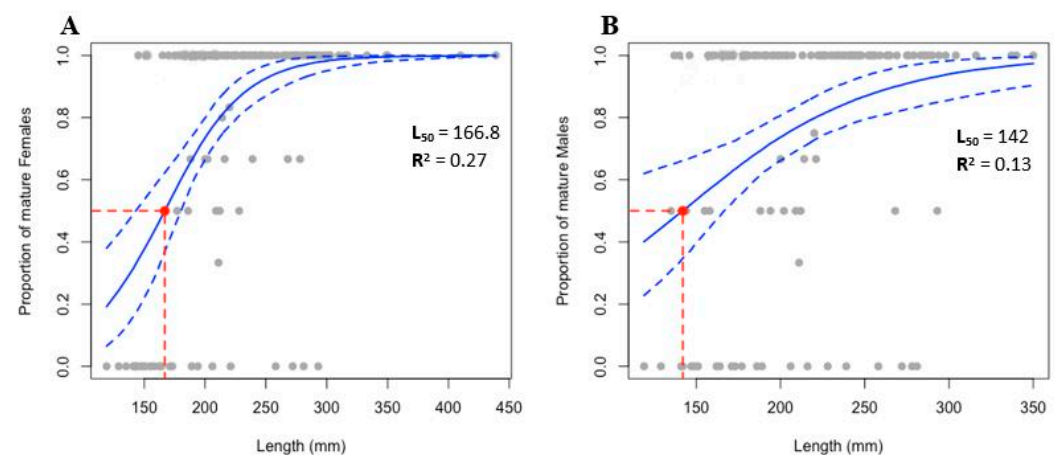 A
Proportion of mature Females
1.0
0.8
0.6
0.4
0.2
0.0
L50 = 166.8
R2 = 0.27
150 200 250 300 350 400 450
Length (mm)
B
Proportion of mature Males
1.0
0.8
0.6
0.4
0.2
0.0
L50 = 142
R2 = 0.13
150 200 250 300 350
Length (mm)